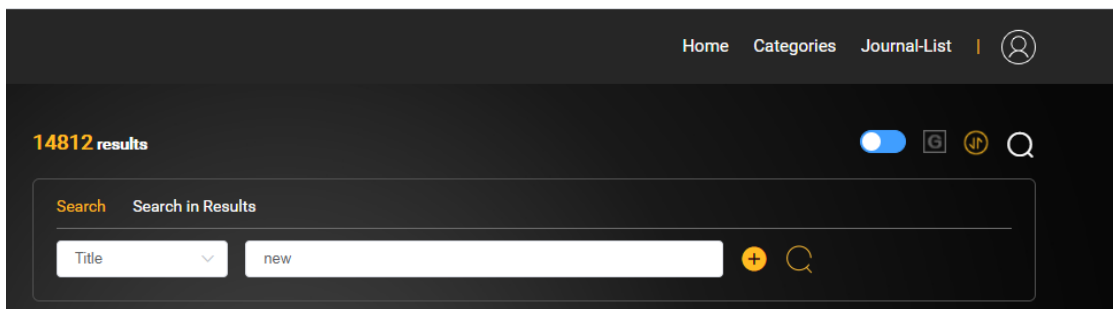 Home Categories Journal-List |
14812 results
G
Search Search in Results
Title new